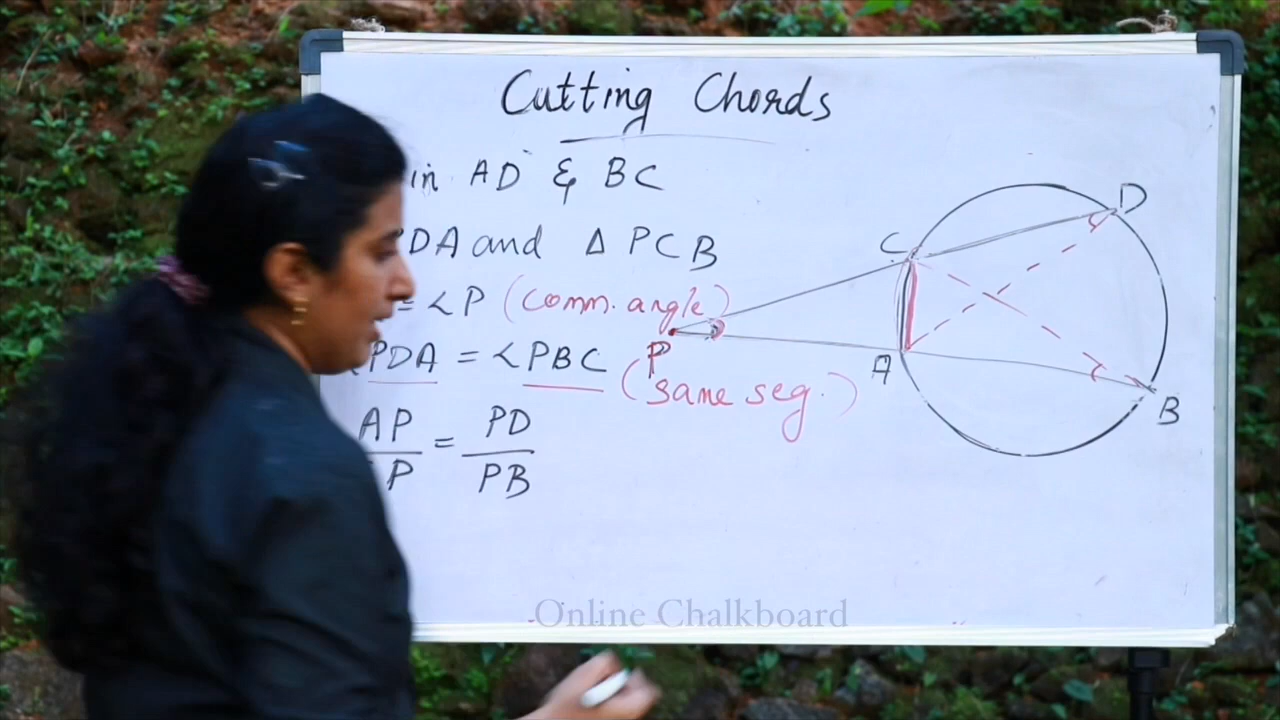 Cutting Chords
in AD & BC
DA and Δ PCB
= ∠P (comm. angle)
∠PDA = ∠PBC (same seg.)
AP/P = PD/PB
D
C
P
A
B
Online Chalkboard